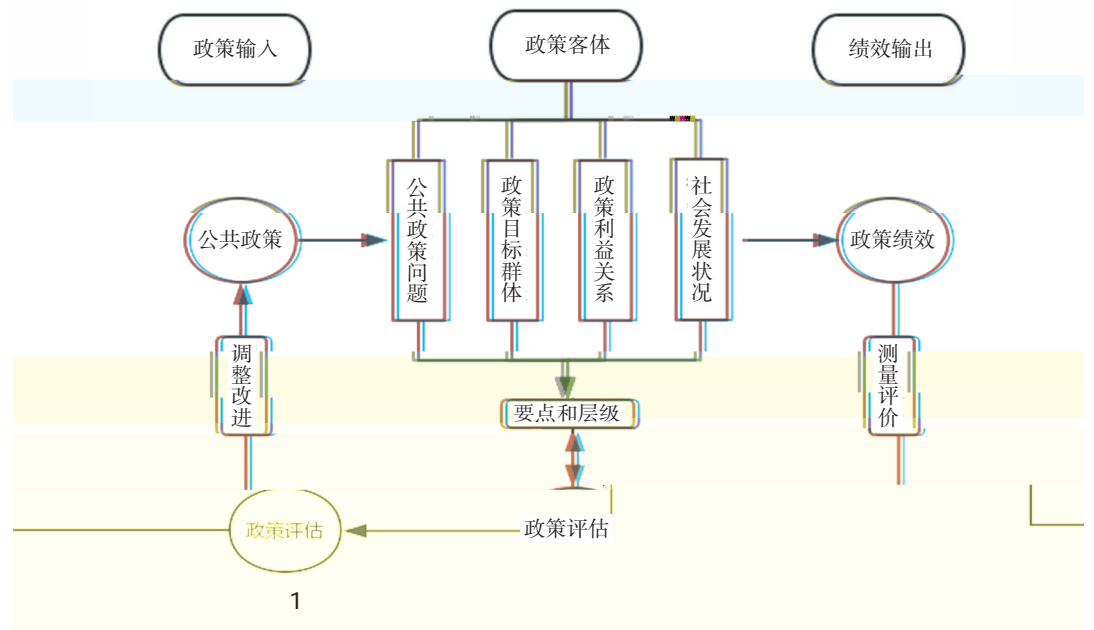 政策输入
政策客体
绩效输出
公共政策
公共政策问题
政策目标群体
政策利益关系
社会发展状况
政策绩效
调整改进
要点和层级
测量评价
政策评估
政策评估
1